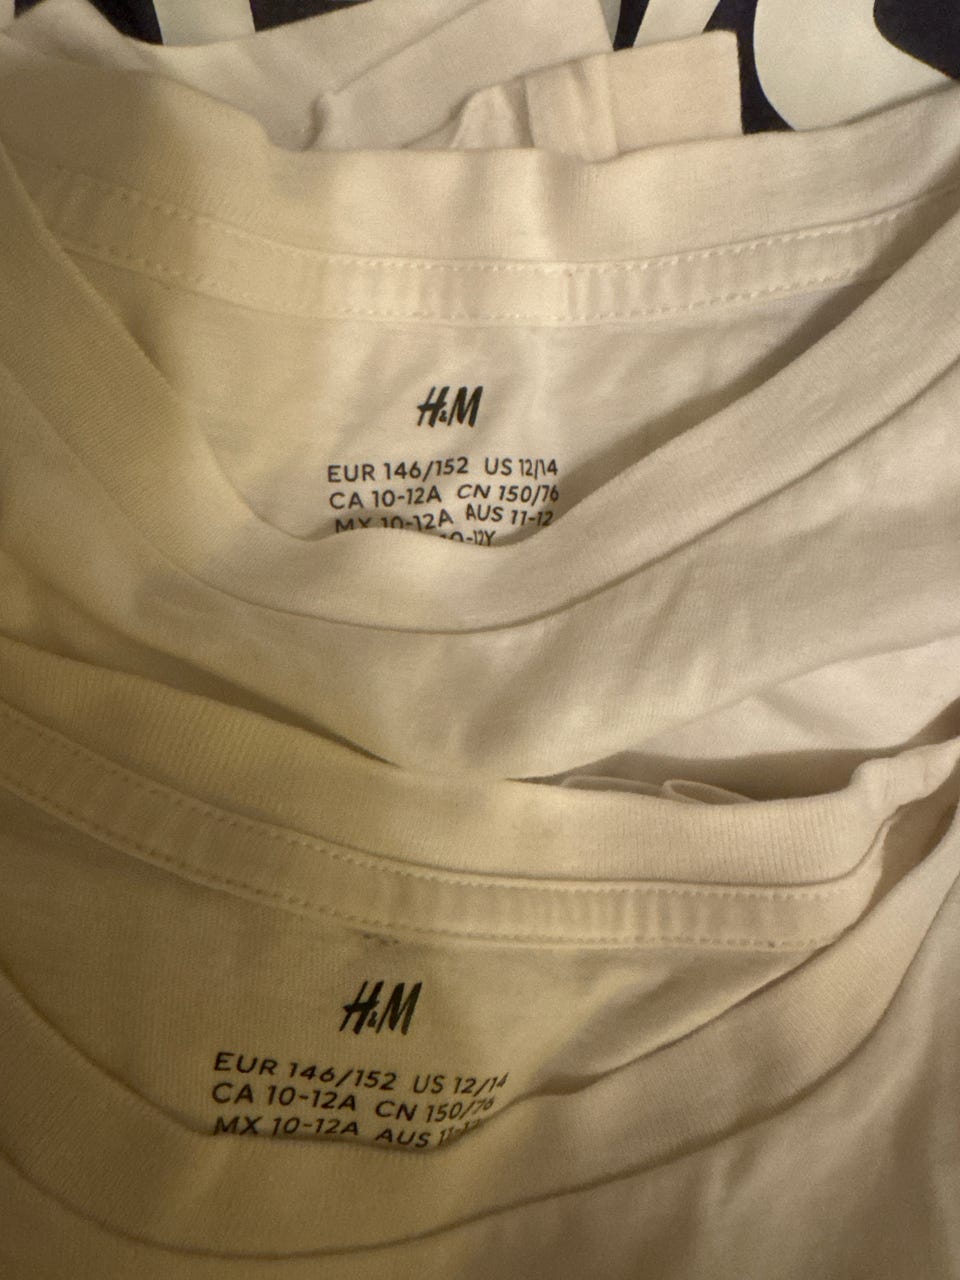 H&M
EUR 146/152 US 12/14
CA 10-12A CN 150/76
MX 10-12A AUS 11-12
H&M
EUR 146/152 US 12/14
CA 10-12A CN 150/76
MX 10-12A AUS